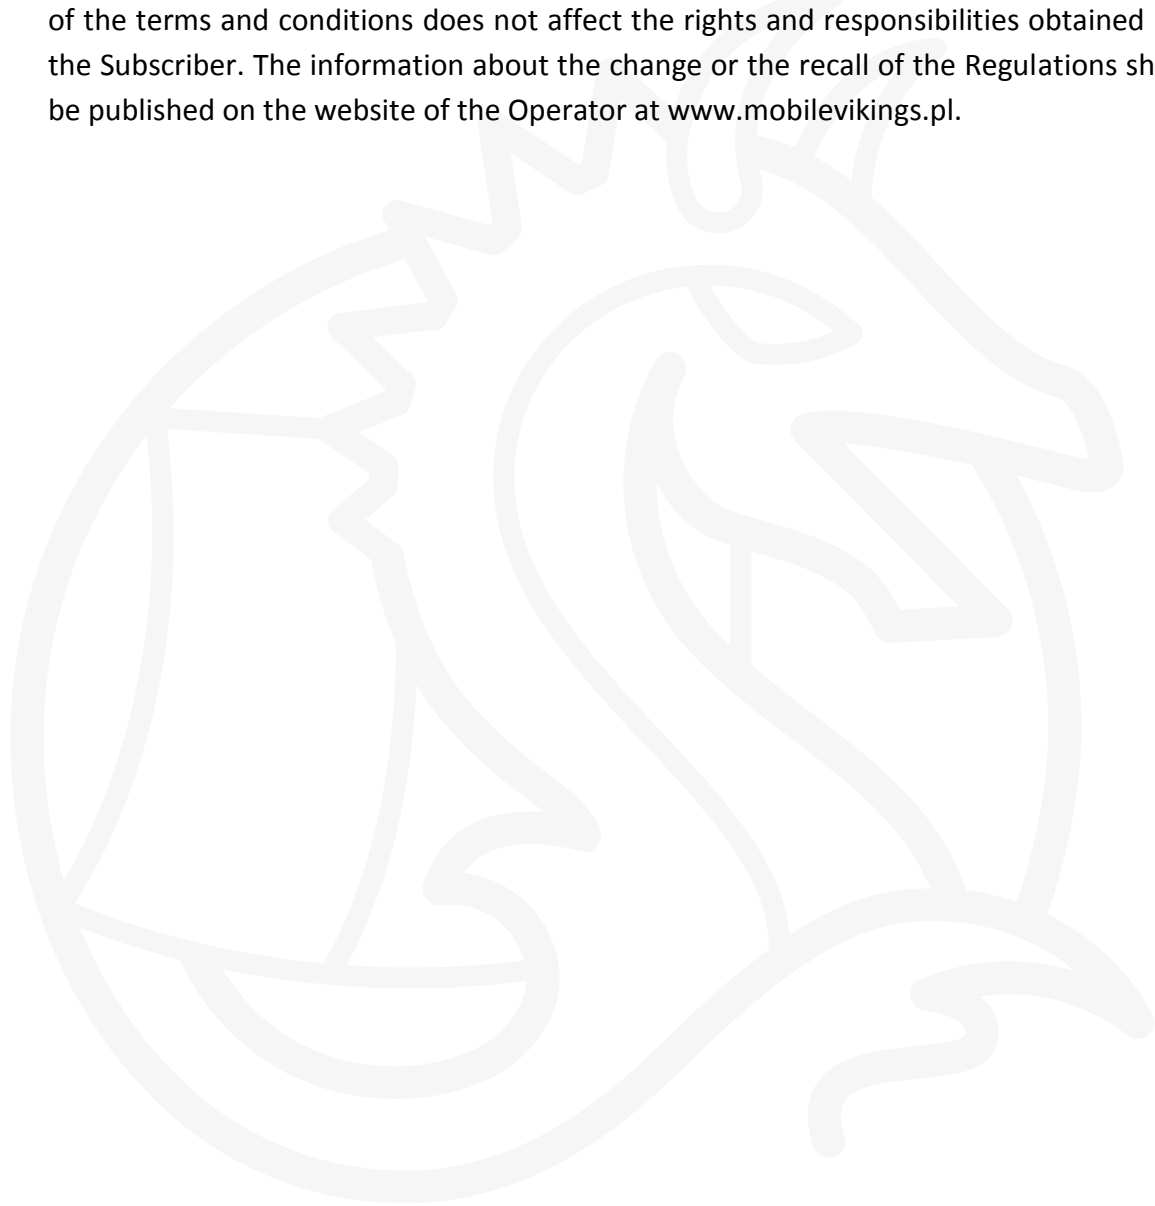 of the terms and conditions does not affect the rights and responsibilities obtained
the Subscriber. The information about the change or the recall of the Regulations sh
be published on the website of the Operator at www.mobilevikings.pl.